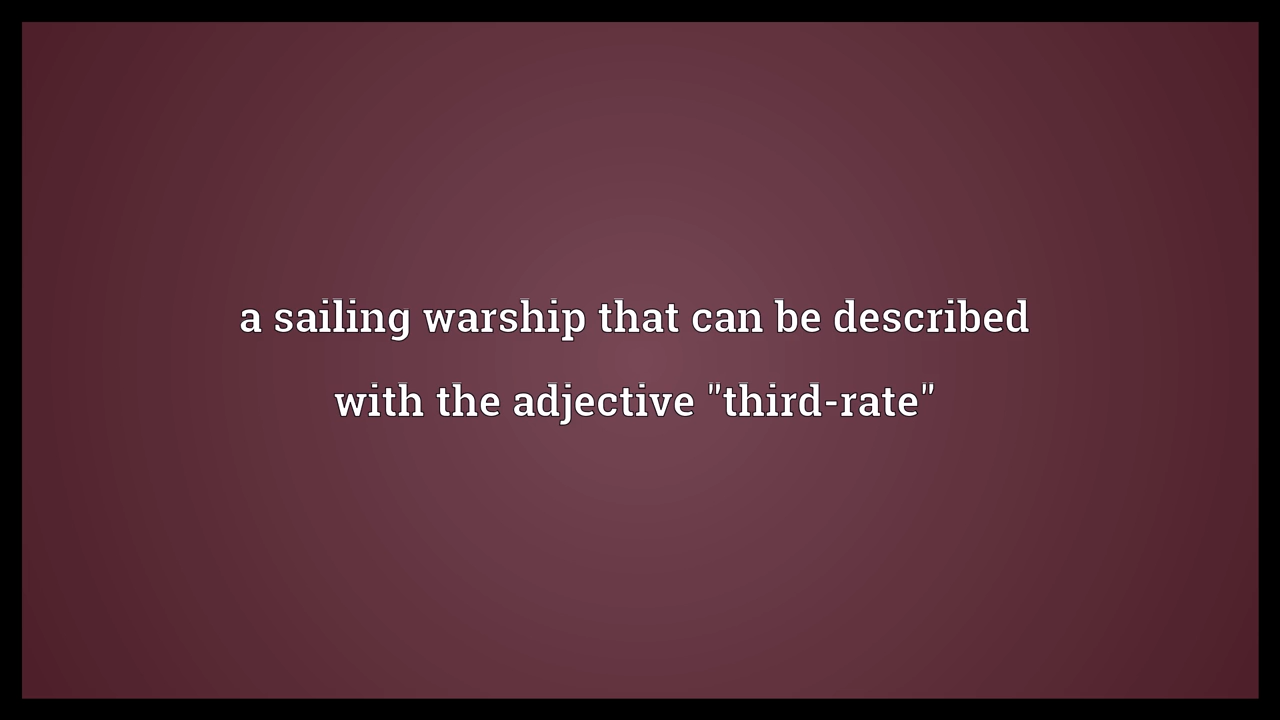 a sailing warship that can be described
with the adjective "third-rate"